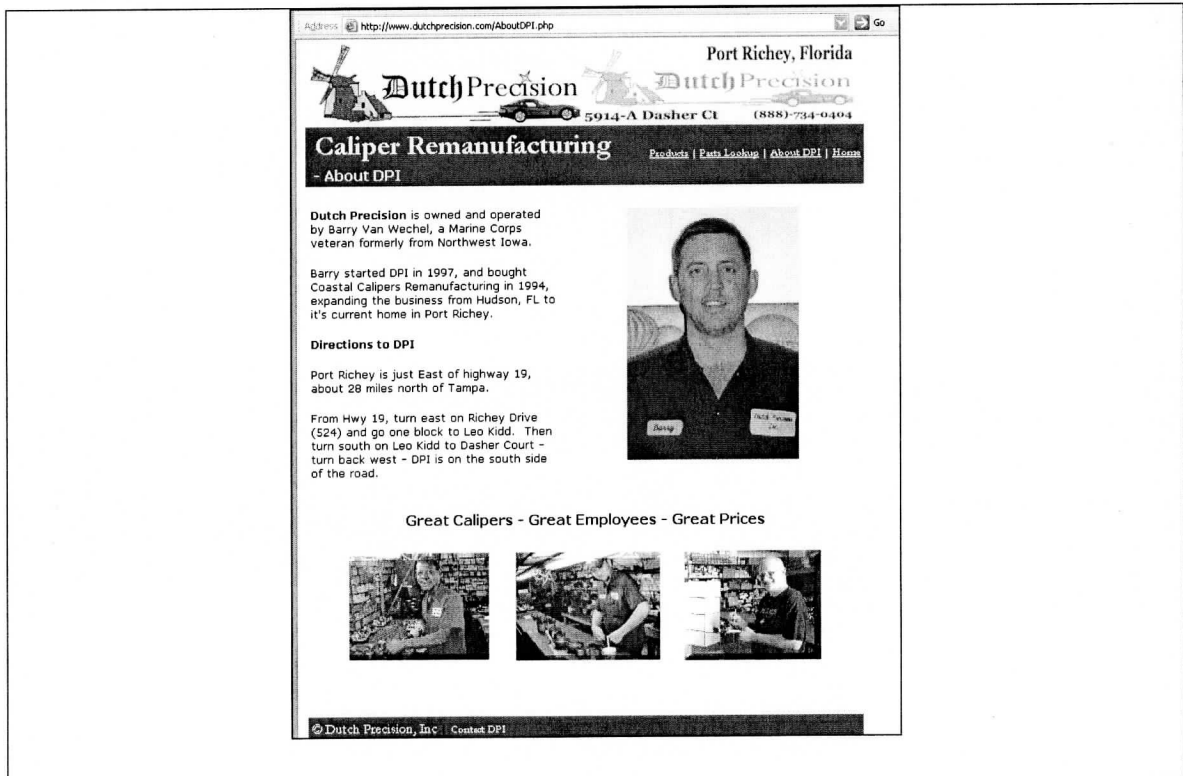 Address http://www.dutchprecision.com/AboutDPI.php Go
Port Richey, Florida
Dutch Precision
Dutch Precision
5914-A Dasher Ct (888)-734-0404
Caliper Remanufacturing
Products | Parts Lookup | About DPI | Home
- About DPI
Dutch Precision is owned and operated
by Barry Van Wechel, a Marine Corps
veteran formerly from Northwest Iowa.
Barry started DPI in 1997, and bought
Coastal Calipers Remanufacturing in 1994,
expanding the business from Hudson, FL to
it's current home in Port Richey.
Directions to DPI
Port Richey is just East of highway 19,
about 28 miles north of Tampa.
From Hwy 19, turn east on Richey Drive
(524) and go one block to Leo Kidd. Then
turn south on Leo Kidd to Dasher Court -
turn back west - DPI is on the south side
of the road.
Barry
Great Calipers - Great Employees - Great Prices
© Dutch Precision, Inc | Contact DPI